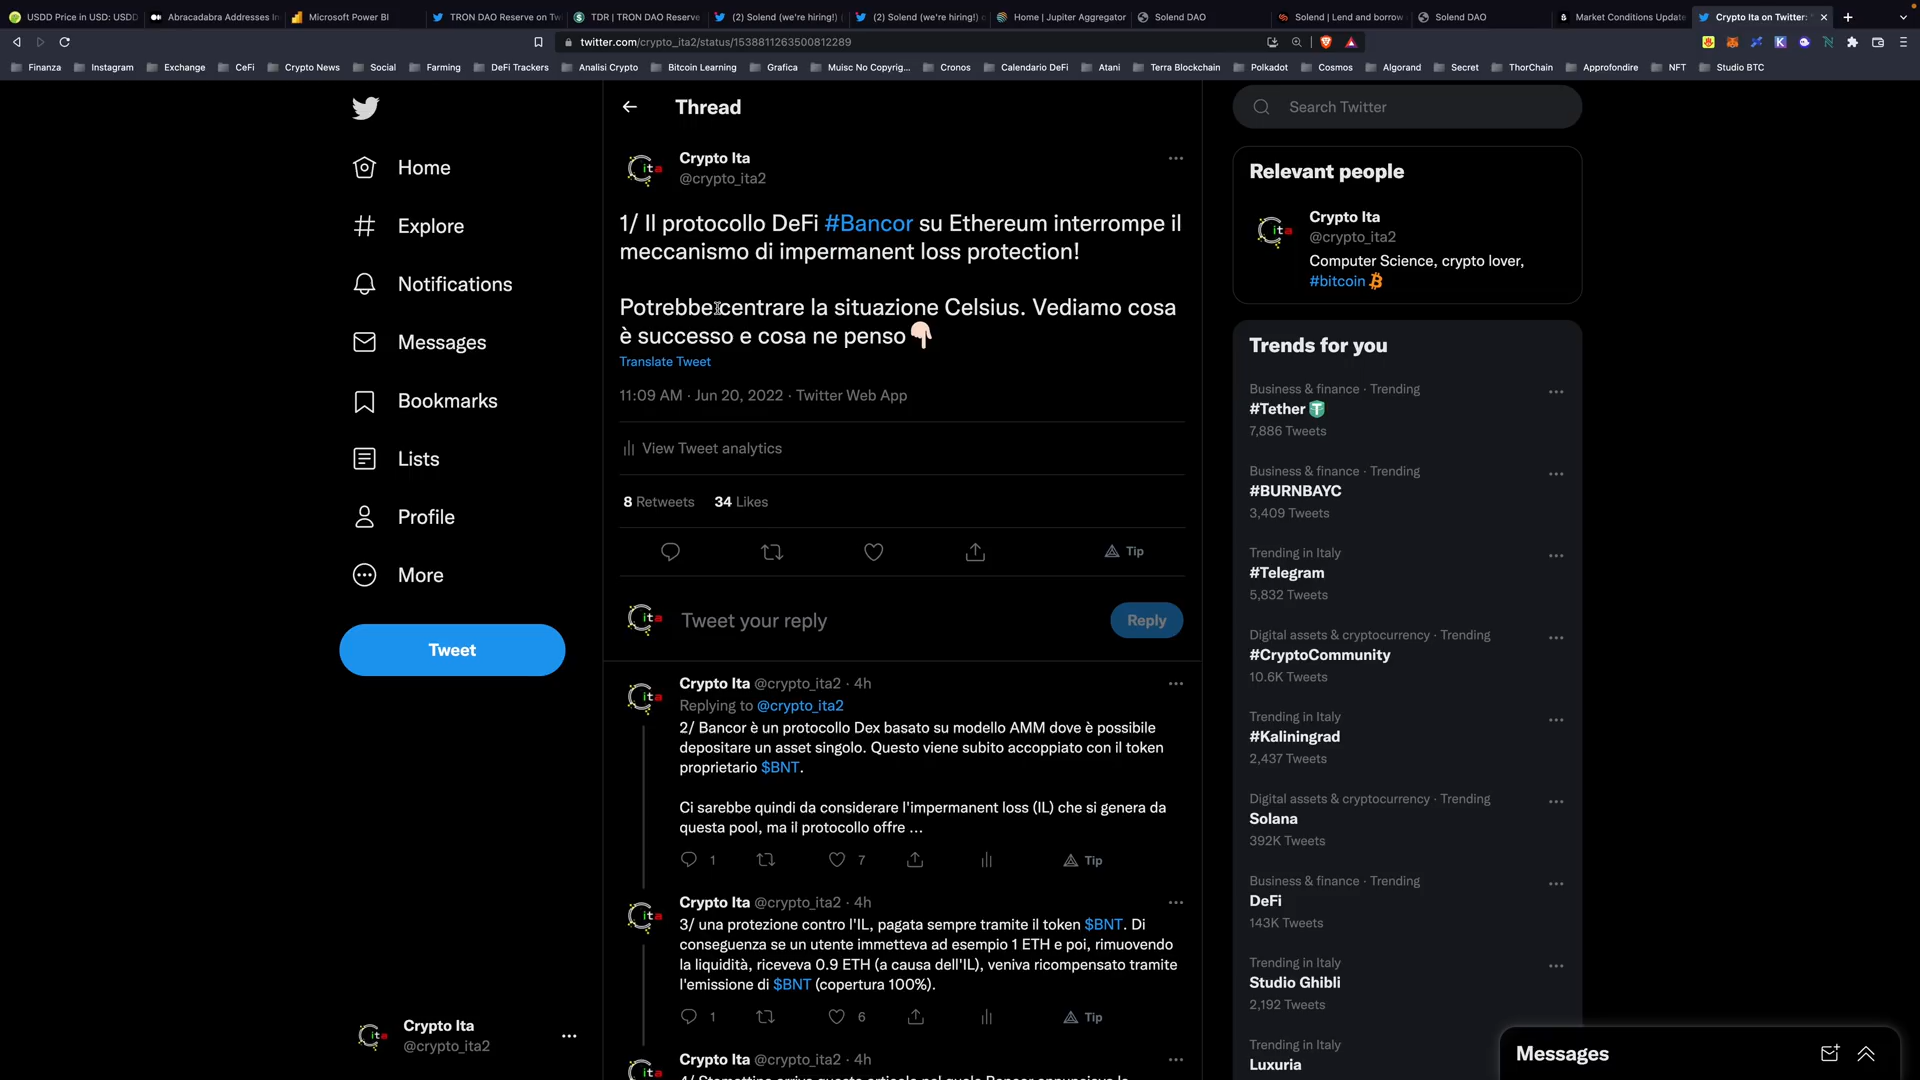 USDD Price in USD: USDD
Abracadabra Addresses In
Microsoft Power BI
TRON DAO Reserve on Tw
TDR | TRON DAO Reserve
(2) Solend (we're hiring!)
(2) Solend (we're hiring!) o
Home | Jupiter Aggregator
Solend DAO
Solend | Lend and borrow
Solend DAO
Market Conditions Update
Crypto Ita on Twitter: "
twitter.com/crypto_ita2/status/1538811263500812289
Finanza
Instagram
Exchange
CeFi
Crypto News
Social
Farming
DeFi Trackers
Analisi Crypto
Bitcoin Learning
Grafica
Muisc No Copyrig...
Cronos
Calendario DeFi
Atani
Terra Blockchain
Polkadot
Cosmos
Algorand
Secret
ThorChain
Approfondire
NFT
Studio BTC
Home
Explore
Notifications
Messages
Bookmarks
Lists
Profile
More
Tweet
Crypto Ita
@crypto_ita2
Thread
Crypto Ita
@crypto_ita2
1/ Il protocollo DeFi #Bancor su Ethereum interrompe il
meccanismo di impermanent loss protection!
Potrebbe centrare la situazione Celsius. Vediamo cosa
è successo e cosa ne penso👇🏻
Translate Tweet
11:09 AM · Jun 20, 2022 · Twitter Web App
View Tweet analytics
8 Retweets 34 Likes
Tip
Tweet your reply
Reply
Crypto Ita @crypto_ita2 · 4h
Replying to @crypto_ita2
2/ Bancor è un protocollo Dex basato su modello AMM dove è possibile
depositare un asset singolo. Questo viene subito accoppiato con il token
proprietario $BNT.
Ci sarebbe quindi da considerare l'impermanent loss (IL) che si genera da
questa pool, ma il protocollo offre ...
1 7 Tip
Crypto Ita @crypto_ita2 · 4h
3/ una protezione contro l'IL, pagata sempre tramite il token $BNT. Di
conseguenza se un utente immetteva ad esempio 1 ETH e poi, rimuovendo
la liquidità, riceveva 0.9 ETH (a causa dell'IL), veniva ricompensato tramite
l'emissione di $BNT (copertura 100%).
1 6 Tip
Crypto Ita @crypto_ita2 · 4h
Search Twitter
Relevant people
Crypto Ita
@crypto_ita2
Computer Science, crypto lover,
#bitcoin
Trends for you
Business & finance · Trending
#Tether
7,886 Tweets
Business & finance · Trending
#BURNBAYC
3,409 Tweets
Trending in Italy
#Telegram
5,832 Tweets
Digital assets & cryptocurrency · Trending
#CryptoCommunity
10.6K Tweets
Trending in Italy
#Kaliningrad
2,437 Tweets
Digital assets & cryptocurrency · Trending
Solana
392K Tweets
Business & finance · Trending
DeFi
143K Tweets
Trending in Italy
Studio Ghibli
2,192 Tweets
Trending in Italy
Luxuria
Messages